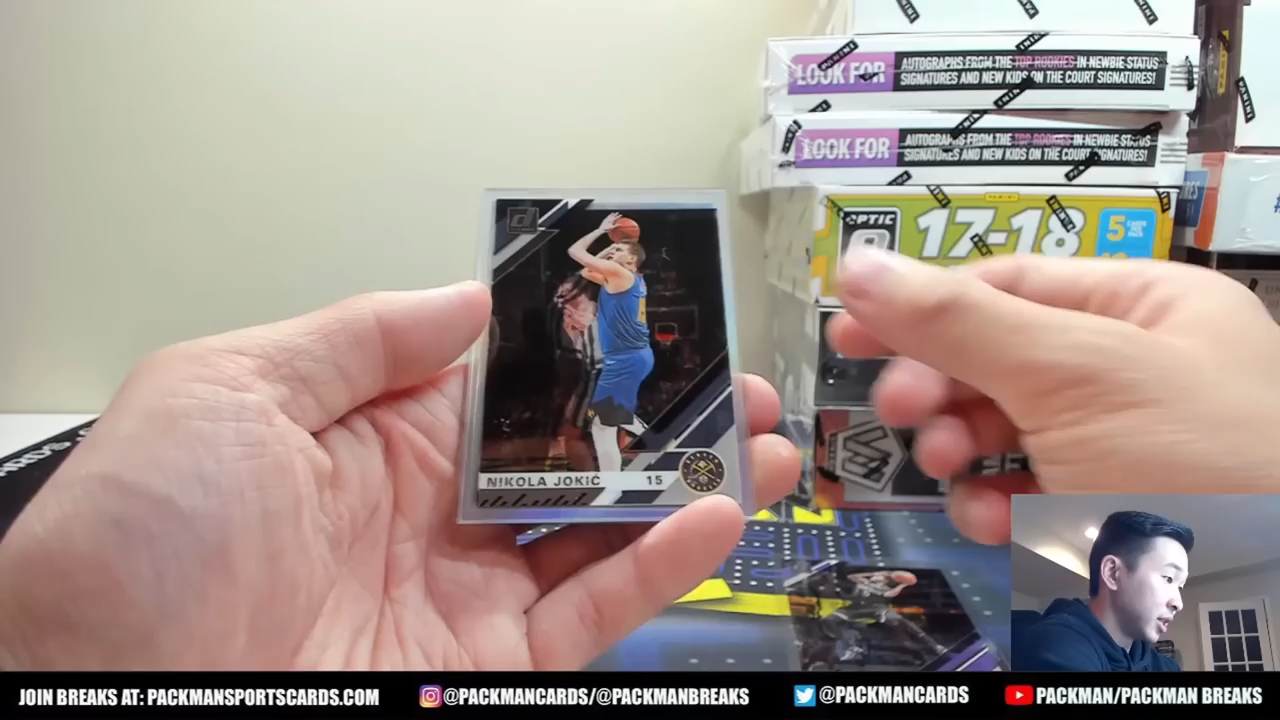 LOOK FOR
AUTOGRAPHS FROM THE TOP ROOKIES IN NEWBIE STATUS
SIGNATURES AND NEW KIDS ON THE COURT SIGNATURES!
LOOK FOR
AUTOGRAPHS FROM THE TOP ROOKIES IN NEWBIE STATUS
SIGNATURES AND NEW KIDS ON THE COURT SIGNATURES!
PANINI
OPTIC
17-18
5
NIKOLA JOKIĆ 15
JOIN BREAKS AT: PACKMANSPORTSCARDS.COM
@PACKMANCARDS/@PACKMANBREAKS
@PACKMANCARDS
PACKMAN/PACKMAN BREAKS